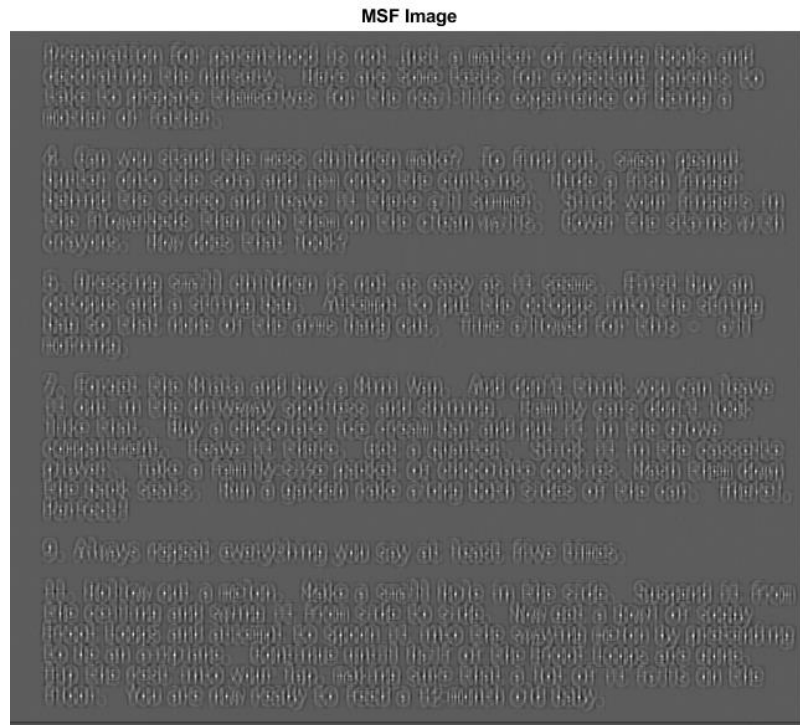 MSF Image
Preparation for parenthood is not just a matter of reading books and
decorating the nursery. Here are some tests for expectant parents to
take to prepare themselves for the real-life experience of being a
mother or father.
4. Can you stand the mess children make? To find out, smear peanut
butter onto the sofa and jam onto the curtains. Hide a fish finger
behind the stereo and leave it there all summer. Stick your fingers in
the flowerbeds then rub them on the clean walls. Cover the stains with
crayons. How does that look?
5. Dressing small children is not as easy as it seems. First buy an
octopus and a string bag. Attempt to put the octopus into the string
bag so that none of the arms hang out. Time allowed for this - all
morning.
7. Forget the Miata and buy a Mini Van. And don't think you can leave
it out in the driveway spotless and shining. Family cars don't look
like that. Buy a chocolate ice cream bar and put it in the glove
compartment. Leave it there. Get a quarter. Stick it in the cassette
player. Take a family-size packet of chocolate cookies. Mash them down
the back seats. Run a garden rake along both sides of the car. There!,
Perfect!
9. Always repeat everything you say at least five times.
11. Hollow out a melon. Make a small hole in the side. Suspend it from
the ceiling and swing it from side to side. Now get a bowl of soggy
Froot Loops and attempt to spoon it into the swaying melon by pretending
to be an airplane. Continue until half of the Froot Loops are gone.
Tip the rest into your lap, making sure that a lot of it falls on the
floor. You are now ready to feed a 12-month old baby.